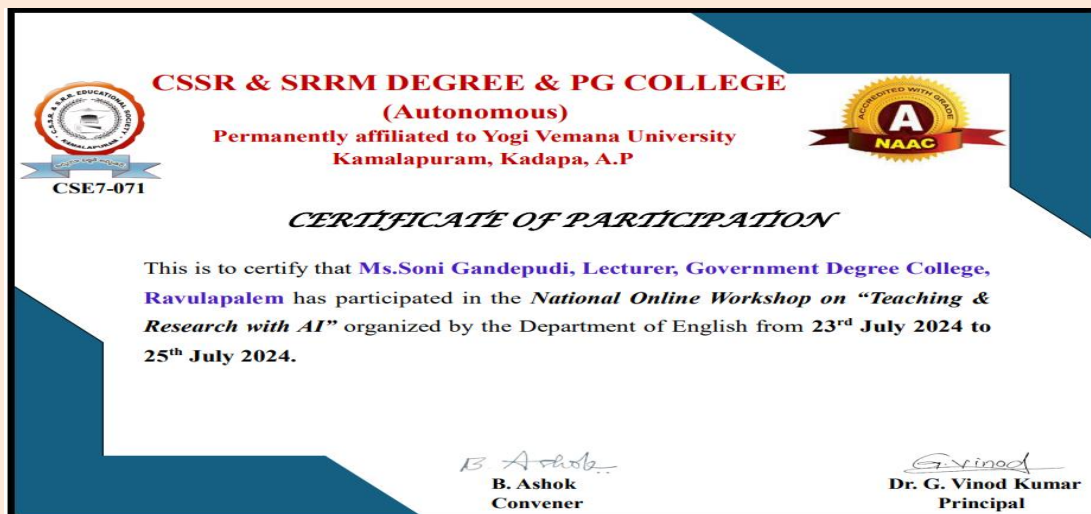 CSSR & SRRM DEGREE & PG COLLEGE
(Autonomous)
Permanently affiliated to Yogi Vemana University
Kamalapuram, Kadapa, A.P
C.S.S.R. & S.R.R. EDUCATIONAL SOCIETY
KAMALAPURAM
CSE7-071
ACCREDITED WITH GRADE
A
NAAC
CERTIFICATE OF PARTICIPATION
This is to certify that Ms.Soni Gandepudi, Lecturer, Government Degree College,
Ravulapalem has participated in the National Online Workshop on “Teaching &
Research with AI” organized by the Department of English from 23rd July 2024 to
25th July 2024.
B. Ashok
B. Ashok
Convener
G. Vinod
Dr. G. Vinod Kumar
Principal